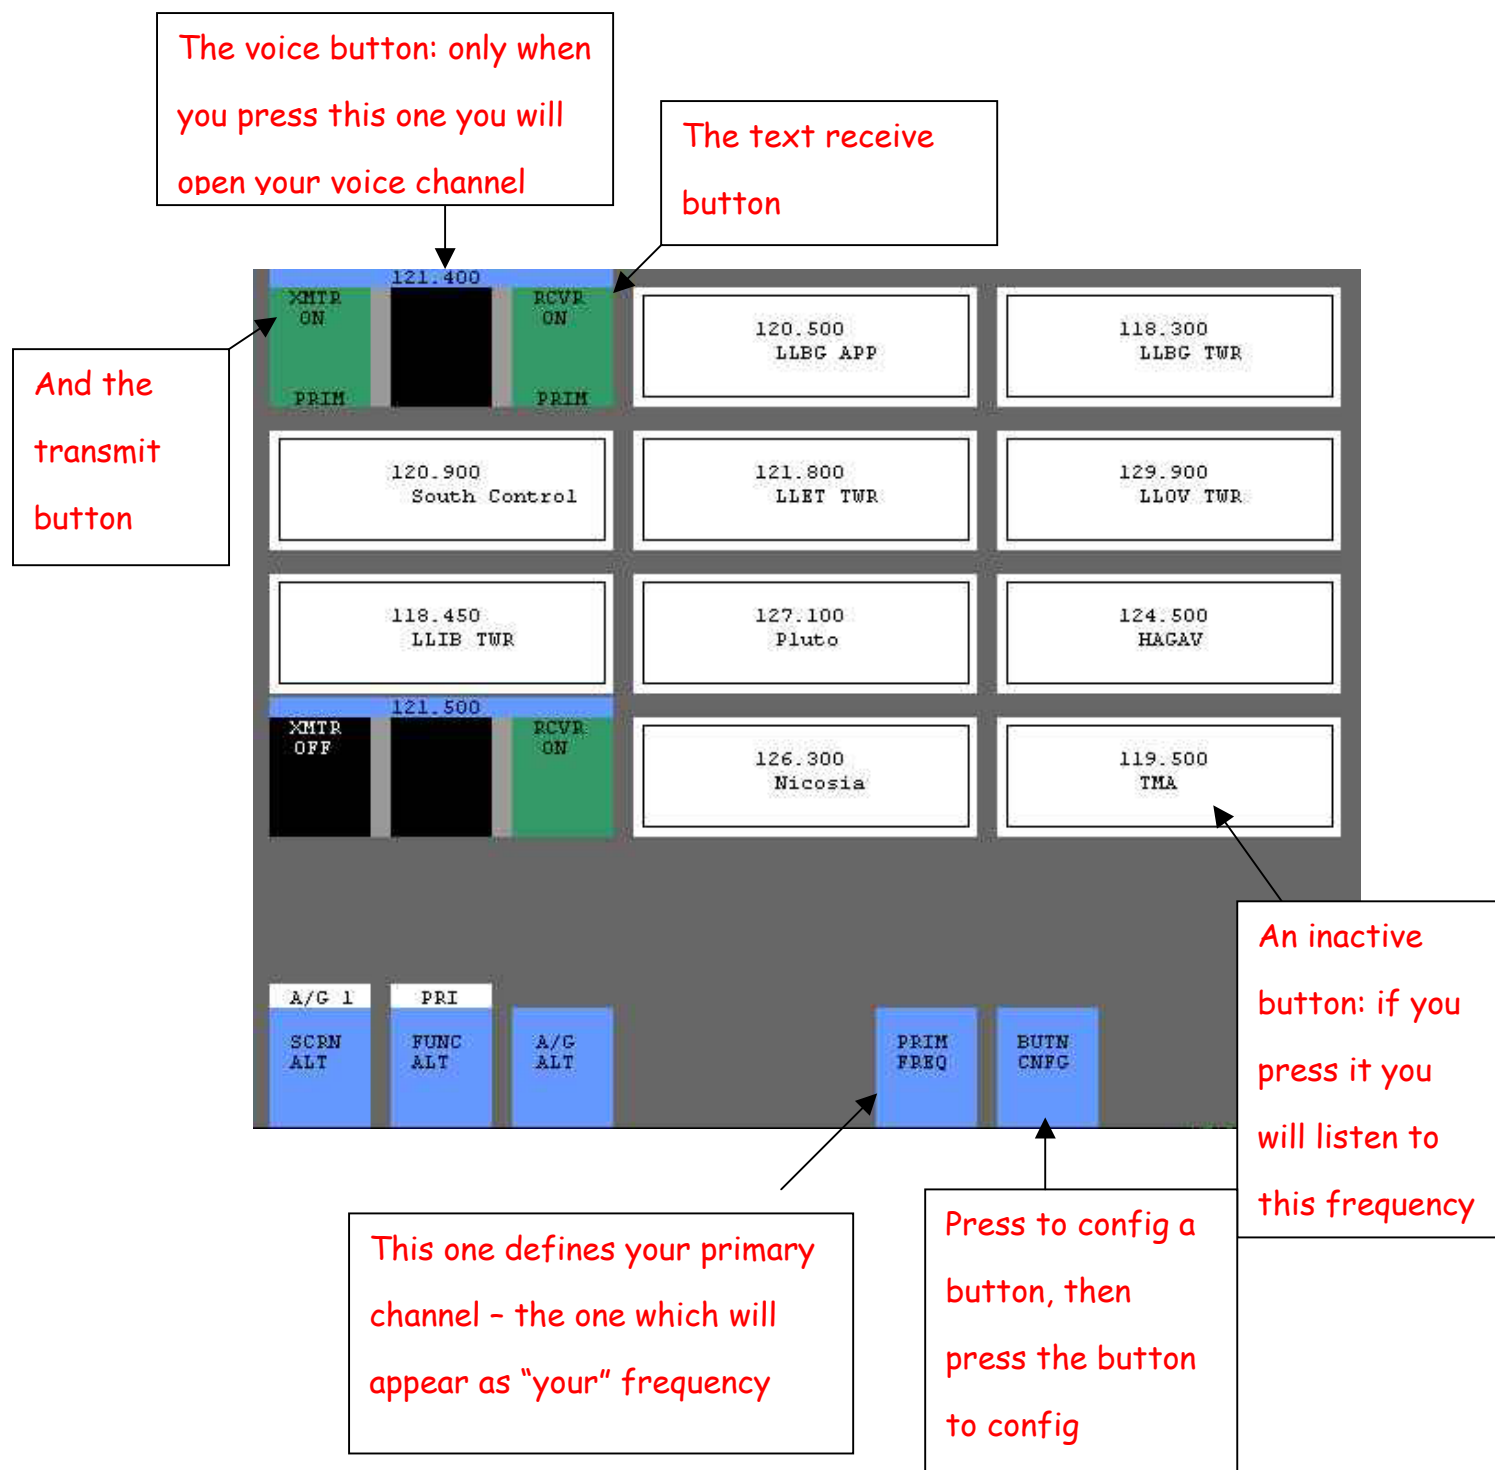 The voice button: only when
you press this one you will
open your voice channel
The text receive
button
And the
transmit
button
121.400
XMTR
ON
PRIM
RCVR
ON
PRIM
120.500
LLBG APP
118.300
LLBG TWR
120.900
South Control
121.800
LLET TWR
129.900
LLOV TWR
118.450
LLIB TWR
127.100
Pluto
124.500
HAGAV
121.500
XMTR
OFF
RCVR
ON
126.300
Nicosia
119.500
TMA
An inactive
button: if you
press it you
will listen to
this frequency
A/G 1
SCRN
ALT
PRI
FUNC
ALT
A/G
ALT
PRIM
FREQ
BUTN
CNFG
This one defines your primary
channel – the one which will
appear as “your” frequency
Press to config a
button, then
press the button
to config